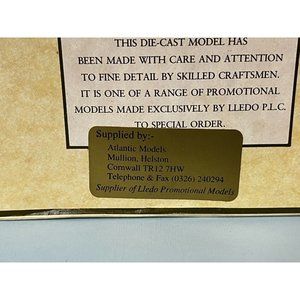 THIS DIE-CAST MODEL HAS
BEEN MADE WITH CARE AND ATTENTION
TO FINE DETAIL BY SKILLED CRAFTSMEN.
IT IS ONE OF A RANGE OF PROMOTIONAL
MODELS MADE EXCLUSIVELY BY LLEDO P.L.C.
TO SPECIAL ORDER.
Supplied by:-
Atlantic Models
Mullion, Helston
Cornwall TR12 7HW
Telephone & Fax (0326) 240294
Supplier of Lledo Promotional Models